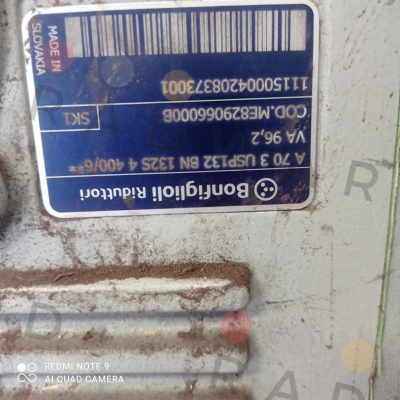 Bonfiglioli Riduttori
A 70 3 USP132 BN 132S 4 400/6**
VA 96,2
COD.ME829066000B SK1
11150004208373001
MADE IN
SLOVAKIA
REDMI NOTE 9
AI QUAD CAMERA